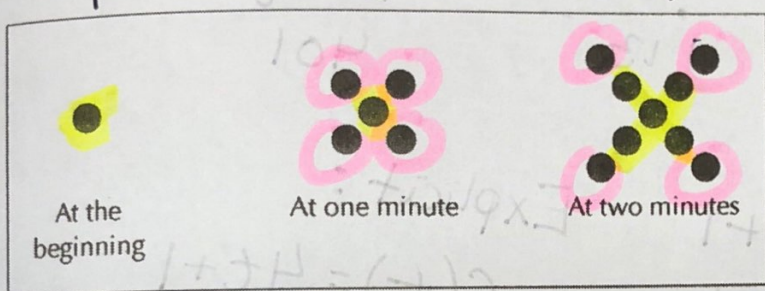 At the
beginning
At one minute
At two minutes